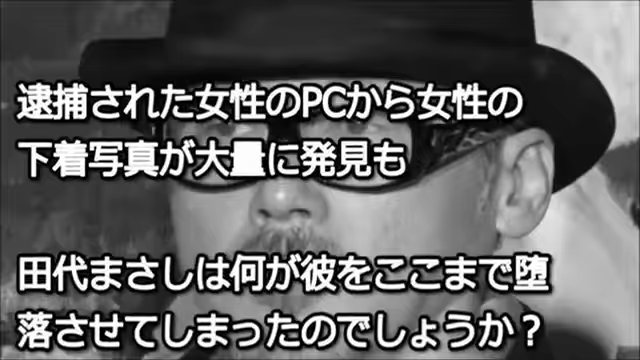 逮捕された女性のPCから女性の
下着写真が大量に発見も
田代まさしは何が彼をここまで堕
落させてしまったのでしょうか？